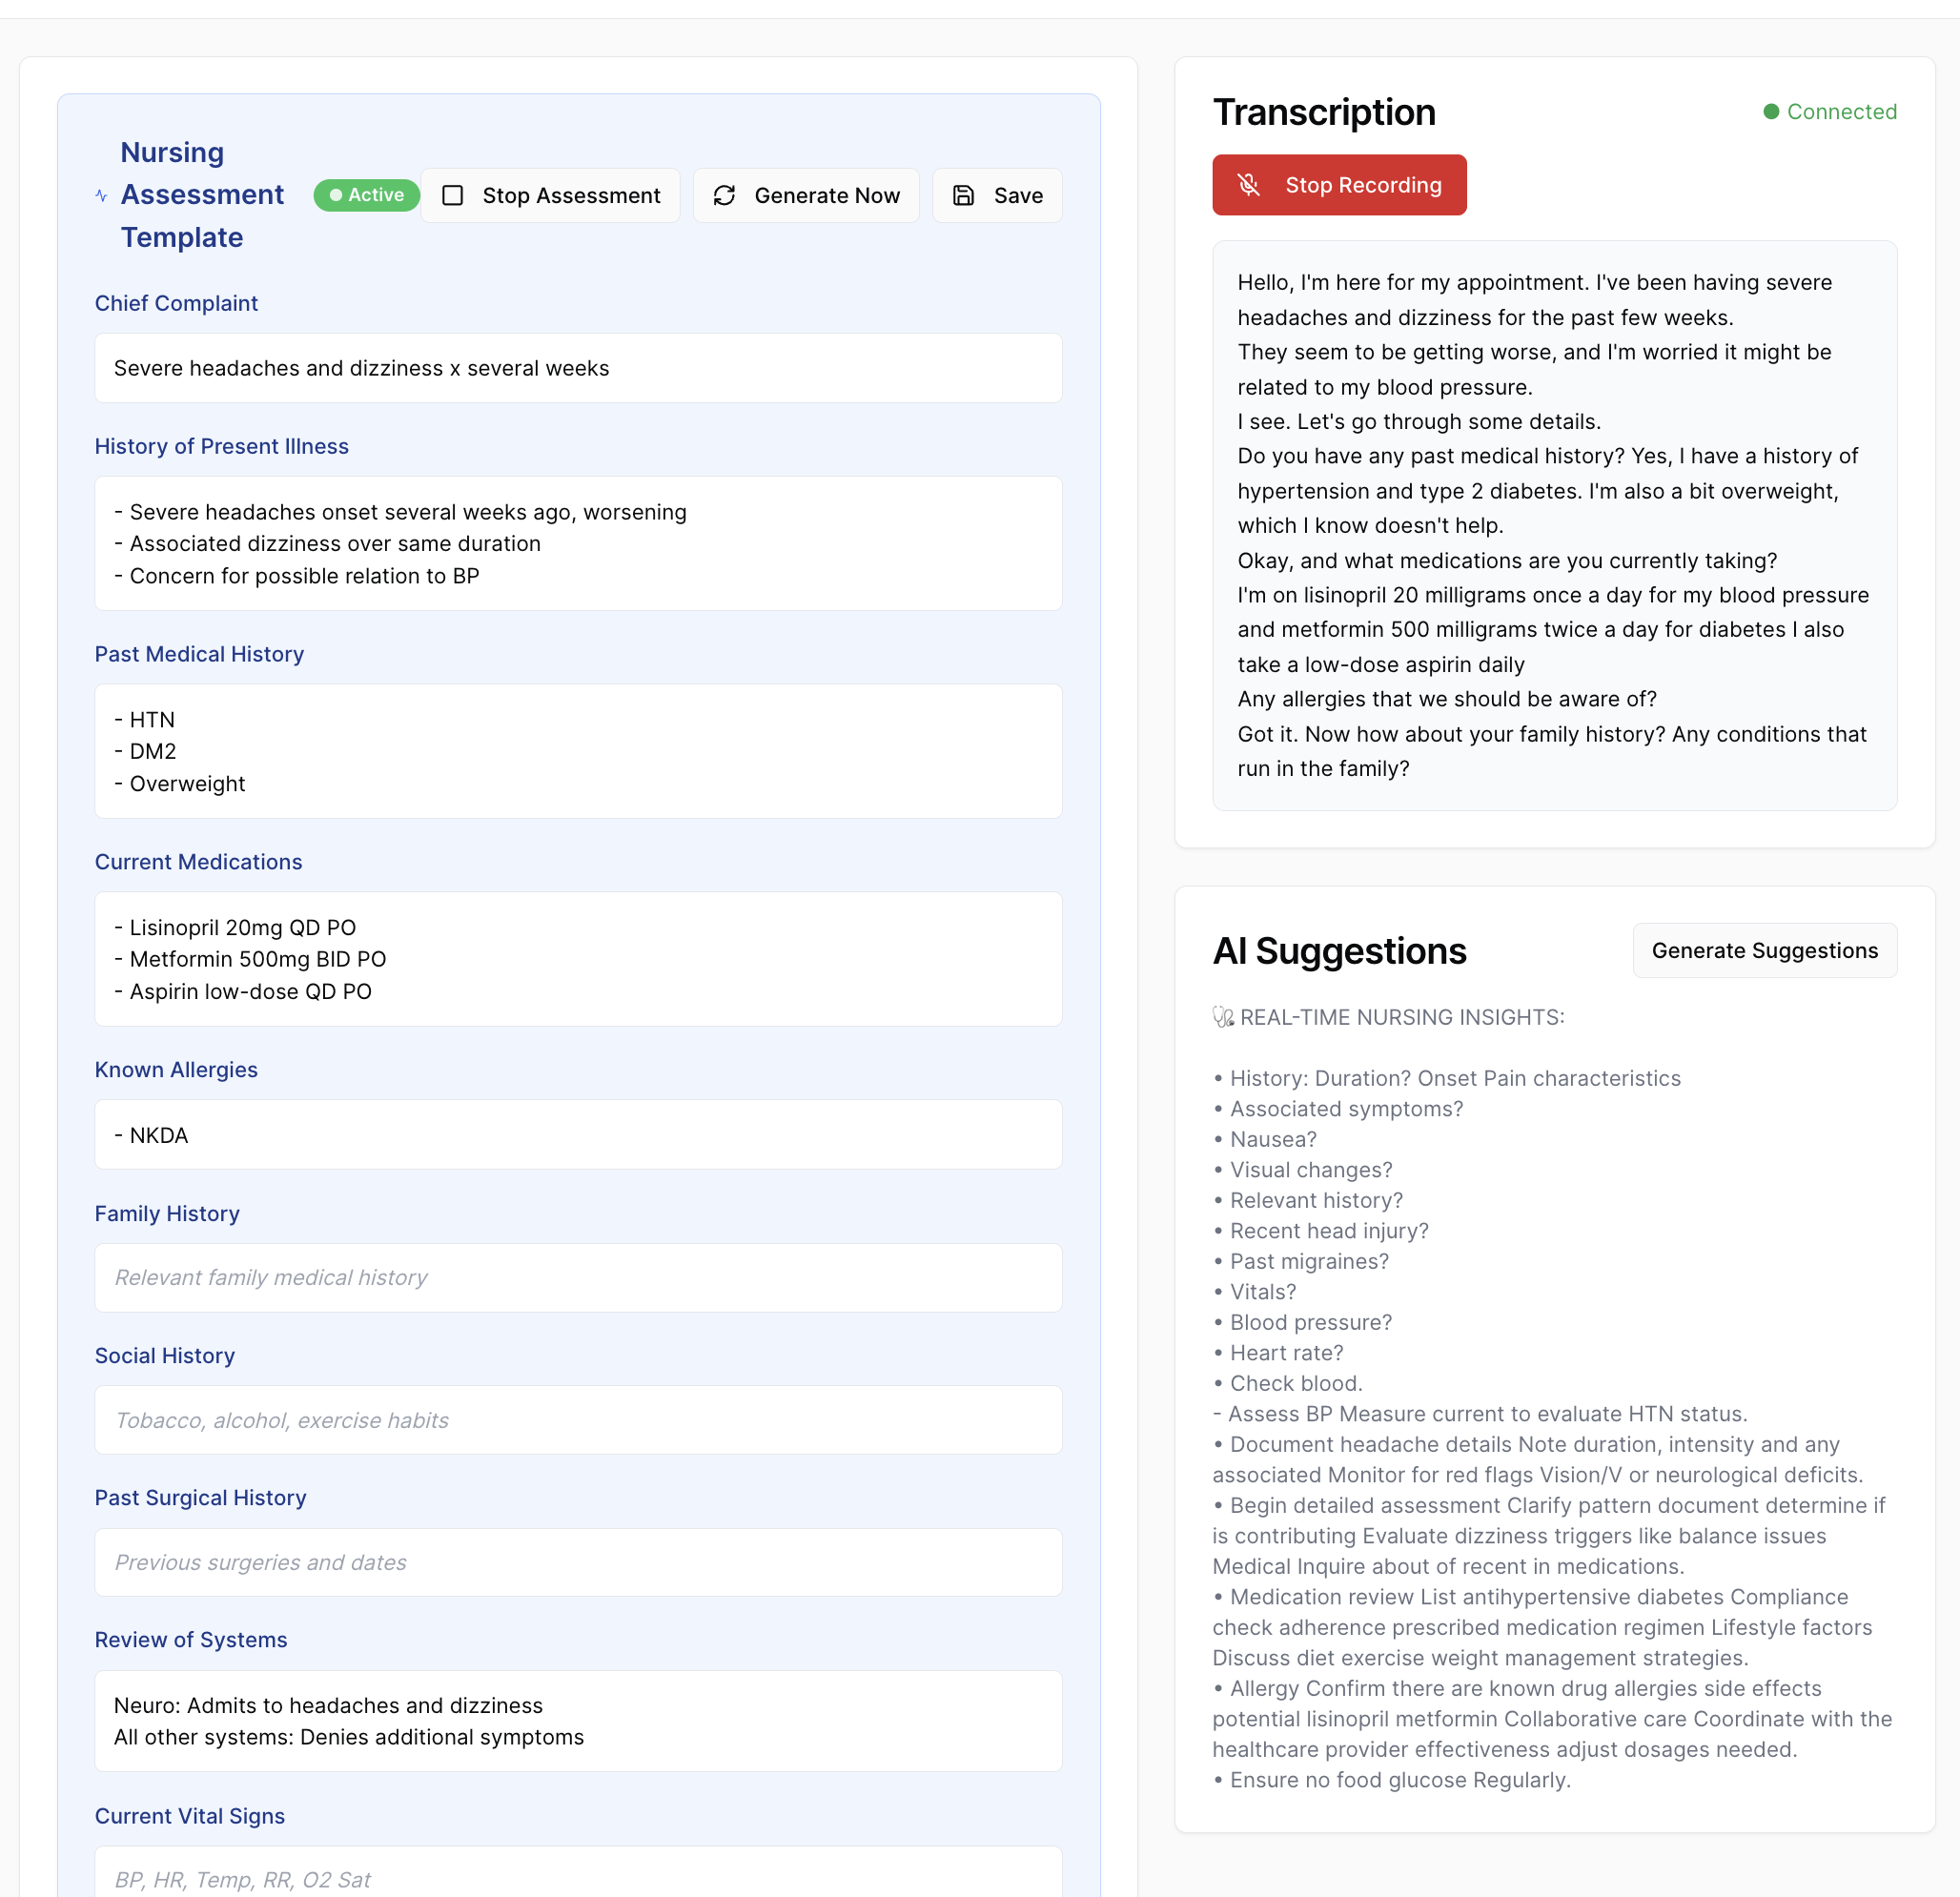 Nursing
Assessment
Template
Active
Stop Assessment
Generate Now
Save
Chief Complaint
Severe headaches and dizziness x several weeks
History of Present Illness
- Severe headaches onset several weeks ago, worsening
- Associated dizziness over same duration
- Concern for possible relation to BP
Past Medical History
- HTN
- DM2
- Overweight
Current Medications
- Lisinopril 20mg QD PO
- Metformin 500mg BID PO
- Aspirin low-dose QD PO
Known Allergies
- NKDA
Family History
Relevant family medical history
Social History
Tobacco, alcohol, exercise habits
Past Surgical History
Previous surgeries and dates
Review of Systems
Neuro: Admits to headaches and dizziness
All other systems: Denies additional symptoms
Current Vital Signs
BP, HR, Temp, RR, O2 Sat
Transcription
Connected
Stop Recording
Hello, I'm here for my appointment. I've been having severe
headaches and dizziness for the past few weeks.
They seem to be getting worse, and I'm worried it might be
related to my blood pressure.
I see. Let's go through some details.
Do you have any past medical history? Yes, I have a history of
hypertension and type 2 diabetes. I'm also a bit overweight,
which I know doesn't help.
Okay, and what medications are you currently taking?
I'm on lisinopril 20 milligrams once a day for my blood pressure
and metformin 500 milligrams twice a day for diabetes I also
take a low-dose aspirin daily
Any allergies that we should be aware of?
Got it. Now how about your family history? Any conditions that
run in the family?
AI Suggestions
Generate Suggestions
🩺 REAL-TIME NURSING INSIGHTS:
• History: Duration? Onset Pain characteristics
• Associated symptoms?
• Nausea?
• Visual changes?
• Relevant history?
• Recent head injury?
• Past migraines?
• Vitals?
• Blood pressure?
• Heart rate?
• Check blood.
- Assess BP Measure current to evaluate HTN status.
• Document headache details Note duration, intensity and any
associated Monitor for red flags Vision/V or neurological deficits.
• Begin detailed assessment Clarify pattern document determine if
is contributing Evaluate dizziness triggers like balance issues
Medical Inquire about of recent in medications.
• Medication review List antihypertensive diabetes Compliance
check adherence prescribed medication regimen Lifestyle factors
Discuss diet exercise weight management strategies.
• Allergy Confirm there are known drug allergies side effects
potential lisinopril metformin Collaborative care Coordinate with the
healthcare provider effectiveness adjust dosages needed.
• Ensure no food glucose Regularly.